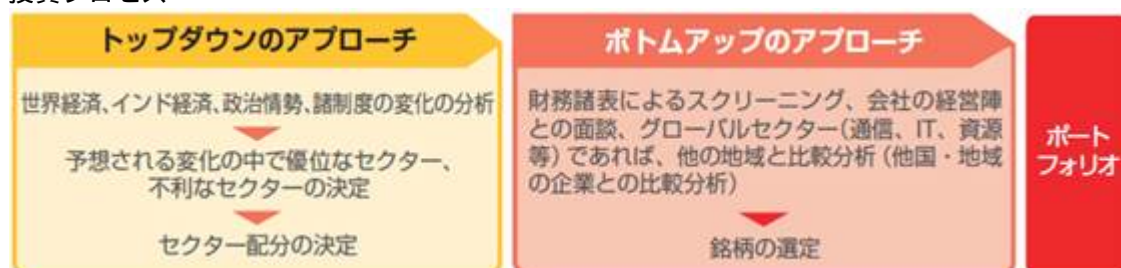 トップダウンのアプローチ
世界経済、インド経済、政治情勢、諸制度の変化の分析
予想される変化の中で優位なセクター、
不利なセクターの決定
セクター配分の決定
ボトムアップのアプローチ
財務諸表によるスクリーニング、会社の経営陣
との面談、グローバルセクター(通信、IT、資源
等)であれば、他の地域と比較分析(他国・地域
の企業との比較分析)
銘柄の選定
ポート
フォリオ